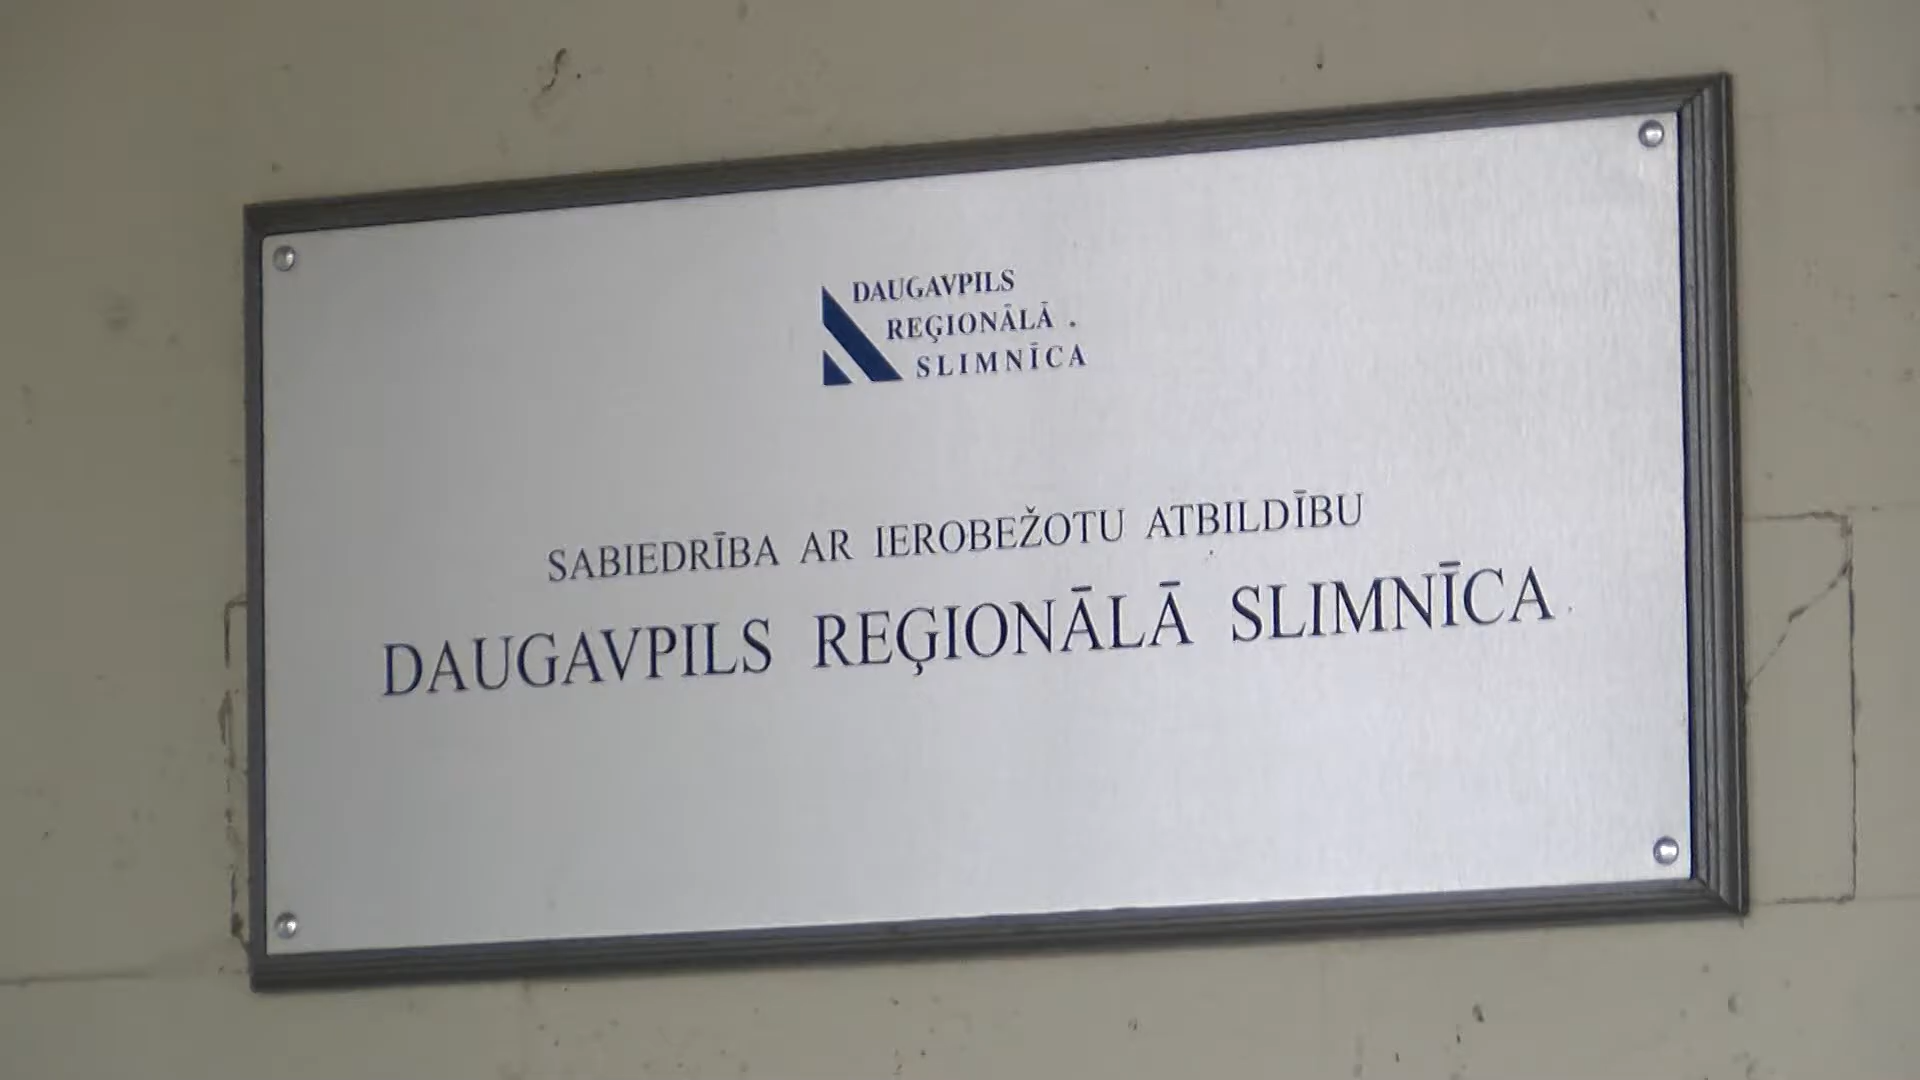 DAUGAVPILS
REĢIONĀLĀ
SLIMNĪCA
SABIEDRĪBA AR IEROBEŽOTU ATBILDĪBU
DAUGAVPILS REĢIONĀLĀ SLIMNĪCA